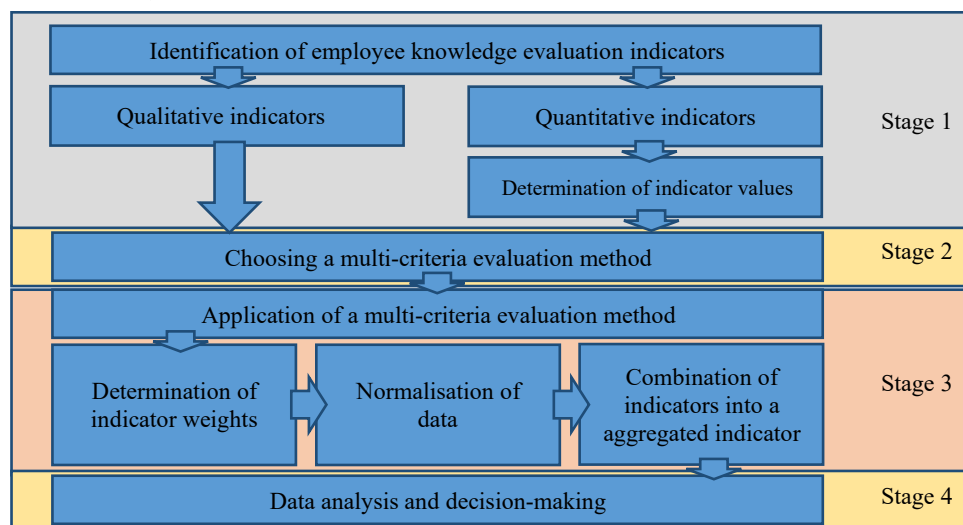 Identification of employee knowledge evaluation indicators
Qualitative indicators
Quantitative indicators
Stage 1
Determination of indicator values
Choosing a multi-criteria evaluation method
Stage 2
Application of a multi-criteria evaluation method
Determination of
indicator weights
Normalisation of
data
Combination of
indicators into a
aggregated indicator
Stage 3
Data analysis and decision-making
Stage 4